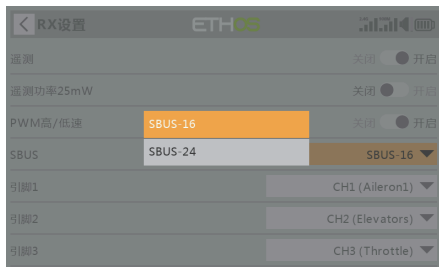 RX设置 ETHOS
遥测 关闭 开启
遥测功率25mW 关闭 开启
PWM高/低速 关闭 开启
SBUS-16
SBUS-24
SBUS SBUS-16
引脚1 CH1 (Aileron1)
引脚2 CH2 (Elevators)
引脚3 CH3 (Throttle)